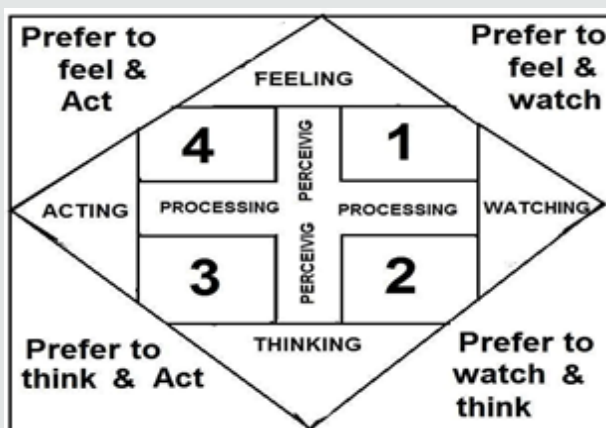 Prefer to
feel &
Act
Prefer to
feel &
watch
FEELING
4
PERCEIVIG
1
ACTING
PROCESSING
PROCESSING
WATCHING
3
PERCEIVIG
2
THINKING
Prefer to
think & Act
Prefer to
watch &
think